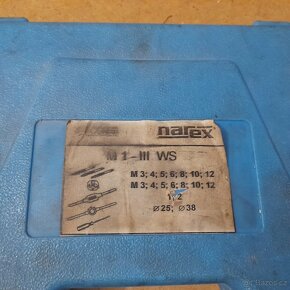 narex
M 1 - III WS
M 3; 4; 5; 6; 8; 10; 12
M 3; 4; 5; 6; 8; 10; 12
1; 2
⌀25; ⌀38